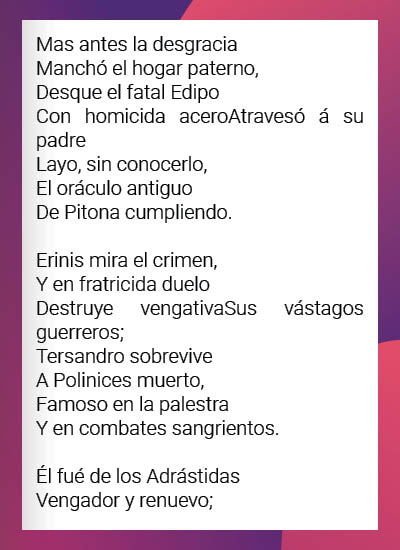 Mas antes la desgracia
Manchó el hogar paterno,
Desque el fatal Edipo
Con homicida aceroAtravesó á su
padre
Layo, sin conocerlo,
El oráculo antiguo
De Pitona cumpliendo.

Erinis mira el crimen,
Y en fratricida duelo
Destruye vengativaSus vástagos
guerreros;
Tersandro sobrevive
A Polinices muerto,
Famoso en la palestra
Y en combates sangrientos.

Él fué de los Adrástidas
Vengador y renuevo;